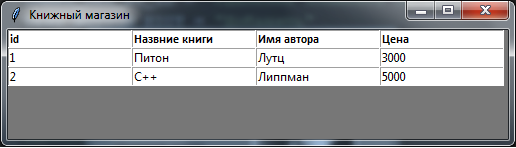 Книжный магазин
id Назвние книги Имя автора Цена
1 Питон Лутц 3000
2 C++ Липпман 5000